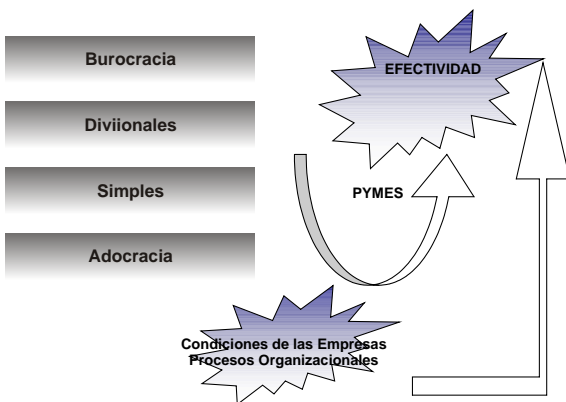 Burocracia
EFECTIVIDAD
Diviionales
Simples
PYMES
Adocracia
Condiciones de las Empresas
Procesos Organizacionales